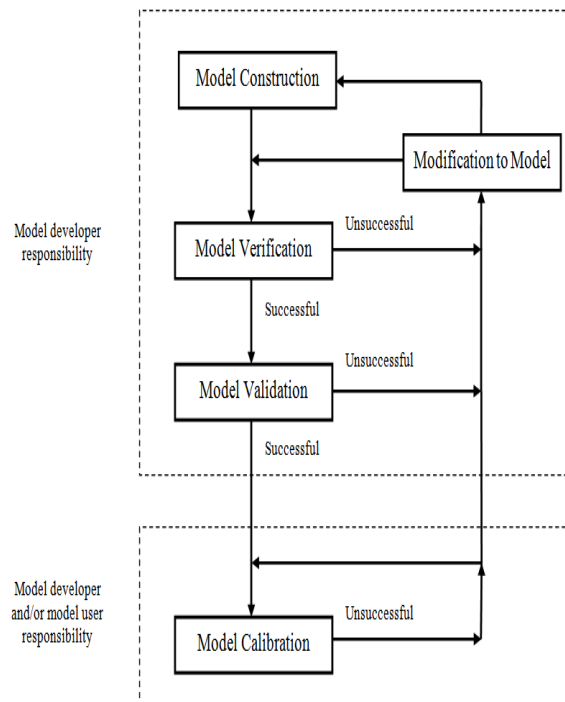 Model Construction
Modification to Model
Unsuccessful
Model developer
responsibility
Model Verification
Successful
Unsuccessful
Model Validation
Successful
Model developer
and/or model user
responsibility
Unsuccessful
Model Calibration